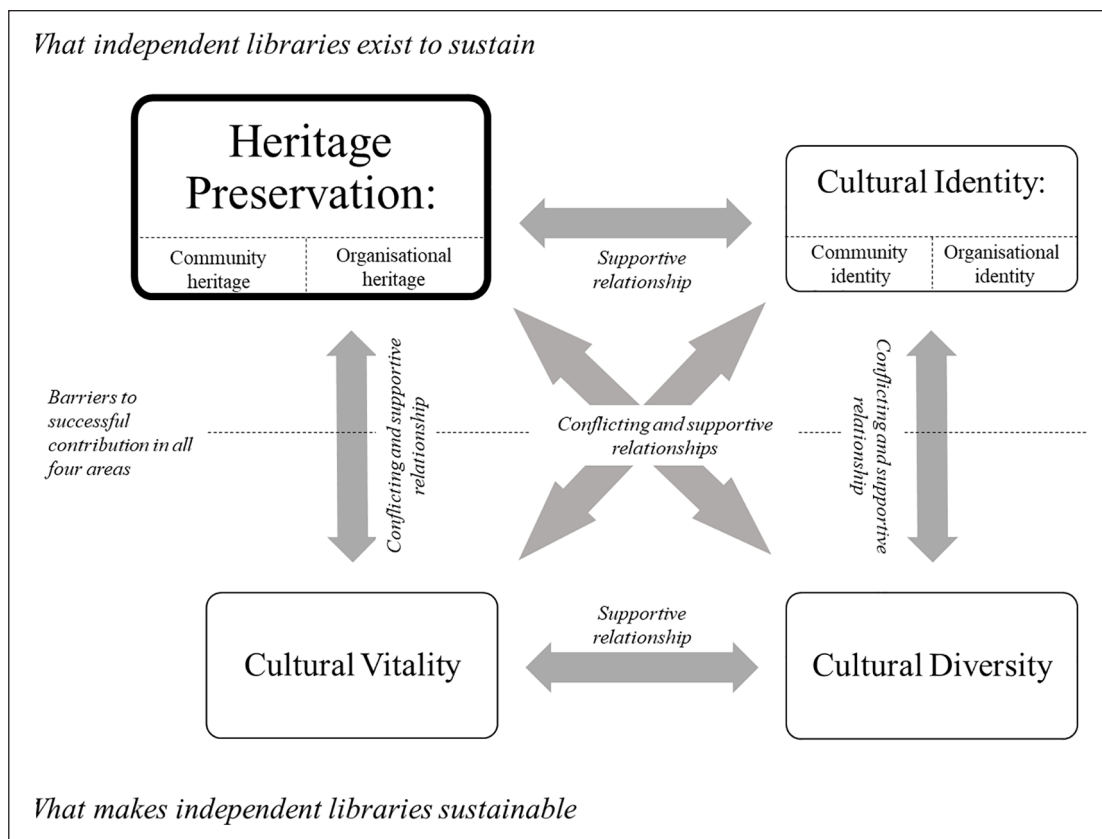 What independent libraries exist to sustain
Heritage
Preservation:
Community
heritage
Organisational
heritage
Supportive
relationship
Cultural Identity:
Community
identity
Organisational
identity
Barriers to
successful
contribution in all
four areas
Conflicting and supportive
relationship
Conflicting and supportive
relationships
Conflicting and supportive
relationship
Cultural Vitality
Supportive
relationship
Cultural Diversity
What makes independent libraries sustainable